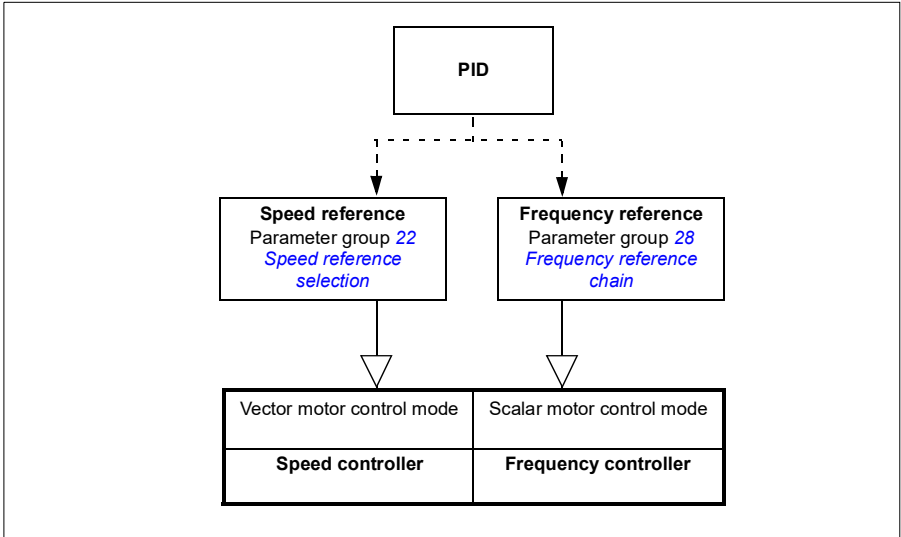 PID
Speed reference
Parameter group 22
Speed reference
selection
Frequency reference
Parameter group 28
Frequency reference
chain
Vector motor control mode
Scalar motor control mode
Speed controller
Frequency controller